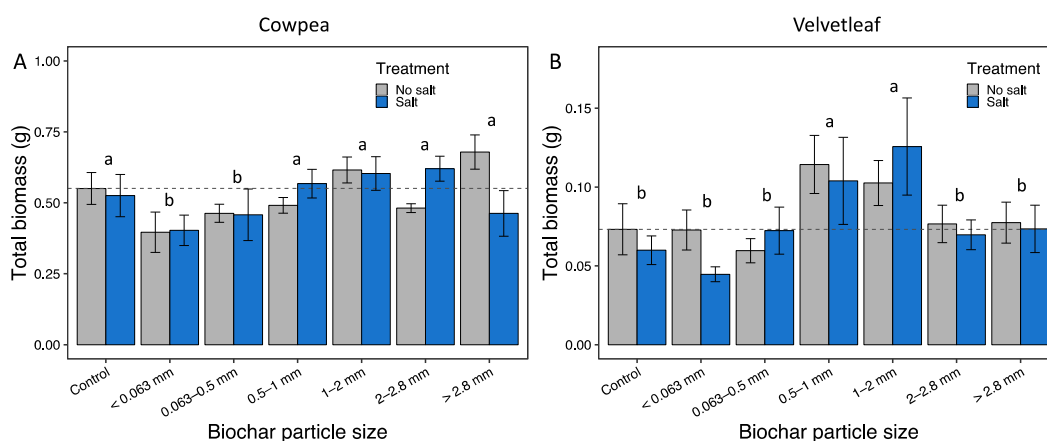 Cowpea
A
Total biomass (g)
1.00
0.75
0.50
0.25
0.00
Treatment
No salt
Salt
a
b
b
a
a
a
a
Control
< 0.063 mm
0.063–0.5 mm
0.5–1 mm
1–2 mm
2–2.8 mm
> 2.8 mm
Biochar particle size
Velvetleaf
B
Total biomass (g)
0.15
0.10
0.05
0.00
Treatment
No salt
Salt
b
b
b
a
a
b
b
Control
< 0.063 mm
0.063–0.5 mm
0.5–1 mm
1–2 mm
2–2.8 mm
> 2.8 mm
Biochar particle size